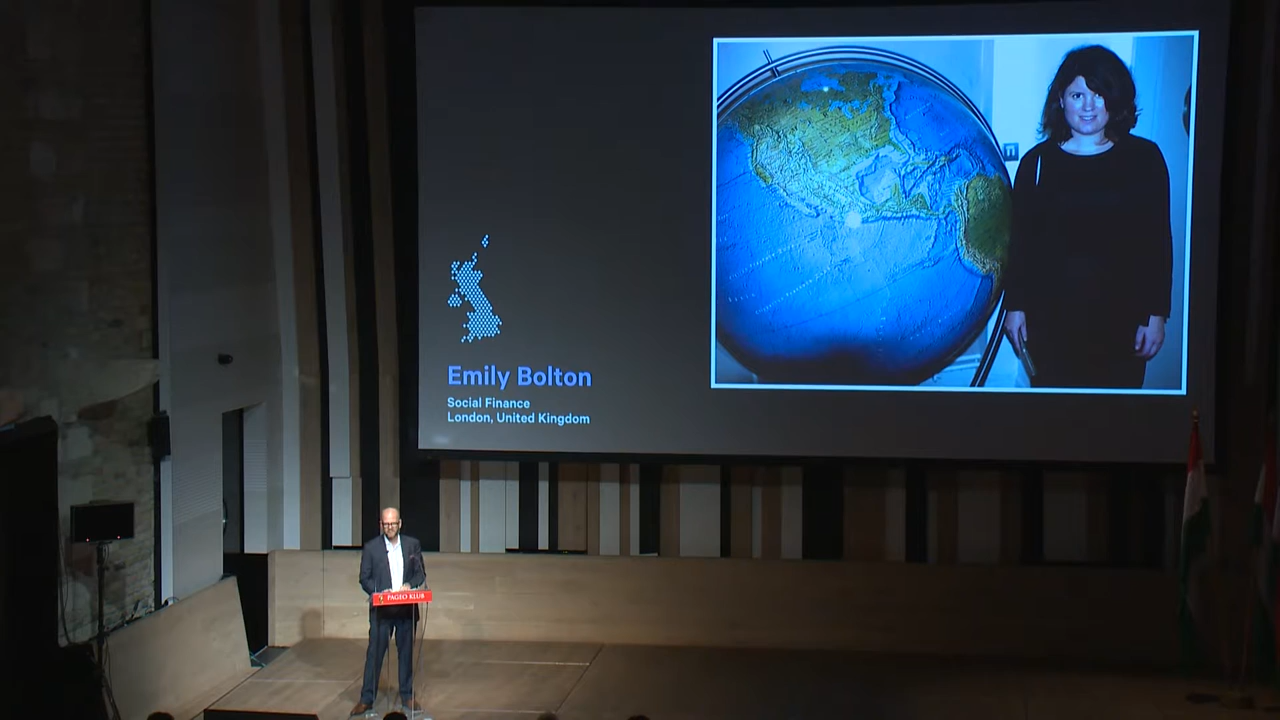 Emily Bolton
Social Finance
London, United Kingdom
PAGEO KLUB